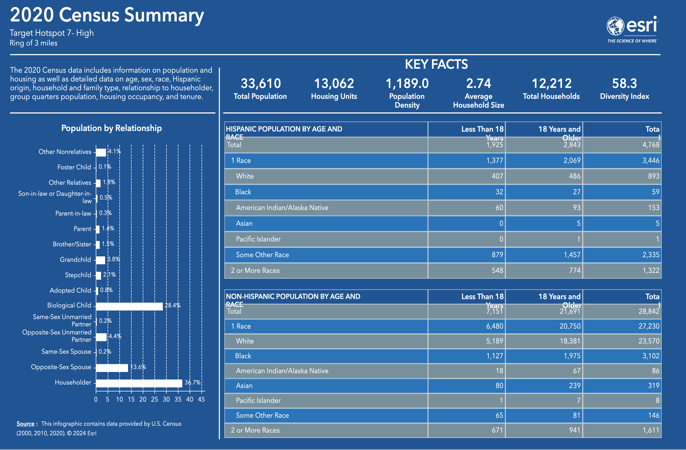 2020 Census Summary
Target Hotspot 7- High
Ring of 3 miles
esri
THE SCIENCE OF WHERE
The 2020 Census data includes information on population and
housing as well as detailed data on age, sex, race, Hispanic
origin, household and family type, relationship to householder,
group quarters population, housing occupancy, and tenure.
KEY FACTS
33,610 13,062 1,189.0 2.74 12,212 58.3
Total Population Housing Units Population Density Average Household Size Total Households Diversity Index
Population by Relationship
Other Nonrelatives 4.1%
Foster Child 0.1%
Other Relatives 1.8%
Son-in-law or Daughter-in-
law 0.5%
Parent-in-law 0.3%
Parent 1.4%
Brother/Sister 1.5%
Grandchild 3.8%
Stepchild 2.1%
Adopted Child 0.8%
Biological Child 28.4%
Same-Sex Unmarried
Partner 0.2%
Opposite-Sex Unmarried
Partner 4.4%
Same-Sex Spouse 0.2%
Opposite-Sex Spouse 13.6%
Householder 36.7%
0 5 10 15 20 25 30 35 40 45
Source : This infographic contains data provided by U.S. Census
(2000, 2010, 2020). © 2024 Esri
HISPANIC POPULATION BY AGE AND RACE Less Than 18 Years 18 Years and Older Tota
Total 1,925 2,843 4,768
1 Race 1,377 2,069 3,446
White 407 486 893
Black 32 27 59
American Indian/Alaska Native 60 93 153
Asian 0 5 5
Pacific Islander 0 1 1
Some Other Race 879 1,457 2,335
2 or More Races 548 774 1,322
NON-HISPANIC POPULATION BY AGE AND RACE Less Than 18 Years 18 Years and Older Tota l
Total 7,151 21,691 28,842
1 Race 6,480 20,750 27,230
White 5,189 18,381 23,570
Black 1,127 1,975 3,102
American Indian/Alaska Native 18 67 86
Asian 80 239 319
Pacific Islander 1 7 8
Some Other Race 65 81 146
2 or More Races 671 941 1,611